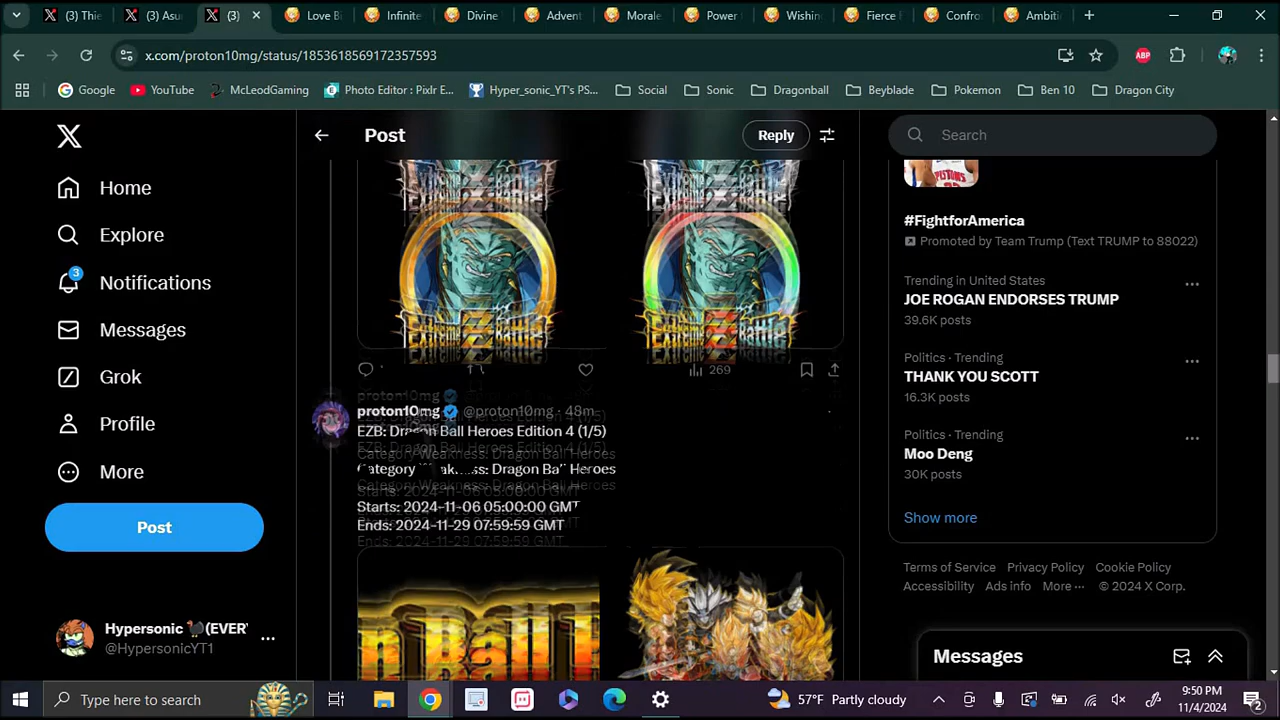 (3) Thie
(3) Asu
(3)
Love B
Infinite
Divine
Advent
Morale
Power
Wishin
Fierce F
Confro
Ambiti
x.com/proton10mg/status/1853618569172357593
ABP
Google
YouTube
McLeodGaming
Photo Editor : Pixlr E...
Hyper_sonic_YT's PS...
Social
Sonic
Dragonball
Beyblade
Pokemon
Ben 10
Dragon City
Home
Explore
3
Notifications
Messages
Grok
Profile
More
Post
Hypersonic (EVER
@HypersonicYT1
Post
Reply
269
proton10mg @proton10mg · 48m
EZB: Dragon Ball Heroes Edition 4 (1/5)
Category Weakness: Dragon Ball Heroes
Starts: 2024-11-06 05:00:00 GMT
Ends: 2024-11-29 07:59:59 GMT
n Ball H
Search
PISTONS
#FightforAmerica
Promoted by Team Trump (Text TRUMP to 88022)
Trending in United States
JOE ROGAN ENDORSES TRUMP
39.6K posts
Politics · Trending
THANK YOU SCOTT
16.3K posts
Politics · Trending
Moo Deng
30K posts
Show more
Terms of Service Privacy Policy Cookie Policy
Accessibility Ads info More © 2024 X Corp.
Messages
Type here to search
57°F Partly cloudy
:50 PM
11/4/2024
2